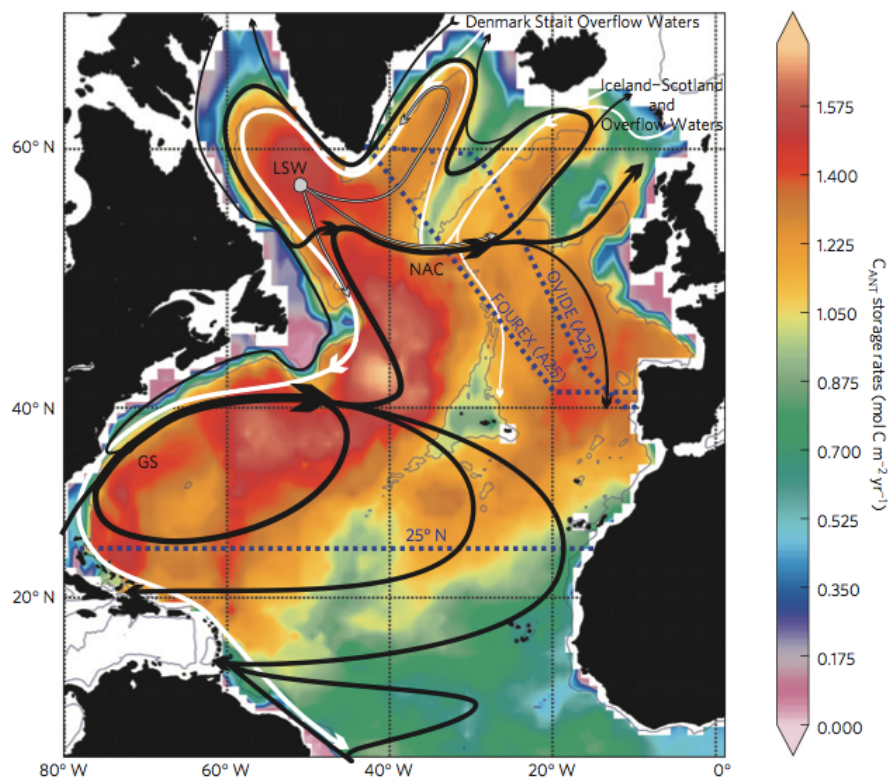 Denmark Strait Overflow Waters
Iceland–Scotland
and
Overflow Waters
60° N
LSW
NAC
FOUREX (A25)
OVIDE (A25)
40° N
GS
25° N
20° N
80° W
60° W
40° W
20° W
0°
1.575
1.400
1.225
1.050
0.875
0.700
0.525
0.350
0.175
0.000
C_ANT storage rates (mol C m⁻² yr⁻¹)